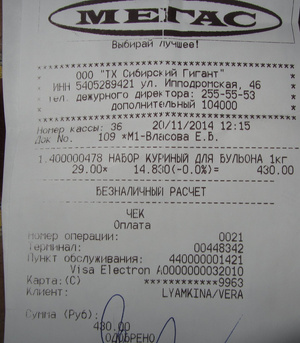 МЕГАС
Выбирай лучшее!
ООО "ТХ Сибирский Гигант"
ИНН 5405289421 ул. Ипподромская, 46
тел. дежурного директора: 255-55-53
дополнительный 104000
Номер кассы: 36 20/11/2014 12:15
Док No. 109 *М1-Власова Е.Б.
1.400000478 НАБОР КУРИНЫЙ ДЛЯ БУЛЬОНА 1кг
29.00* 14.830(-0.0%)= 430.00
БЕЗНАЛИЧНЫЙ РАСЧЕТ
ЧЕК
Оплата
Номер операции: 0021
Терминал: 00448342
Пункт обслуживания: 440000001421
Visa Electron A0000000032010
Карта:(C) ************9963
Клиент: LYAMKINA/VERA
Сумма (Руб):
430.00
ОДОБРЕНО